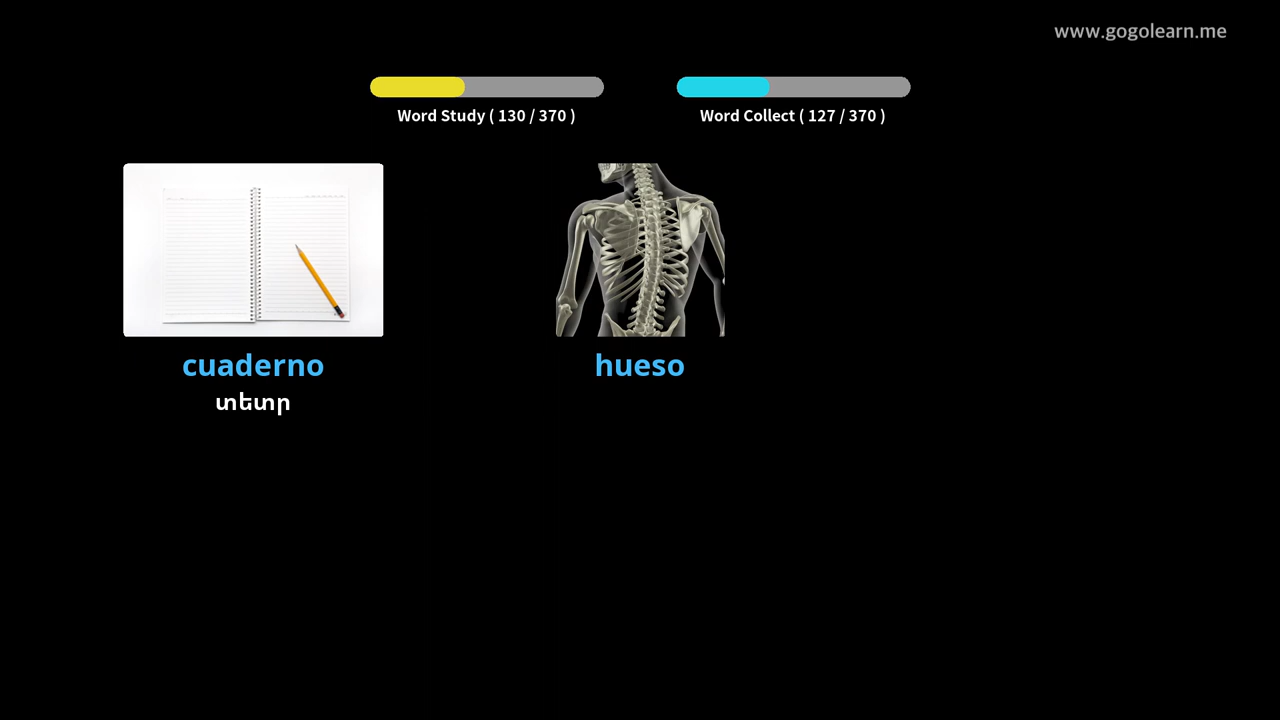 www.gogolearn.me
Word Study ( 130 / 370 )
Word Collect ( 127 / 370 )
cuaderno
տետր
hueso